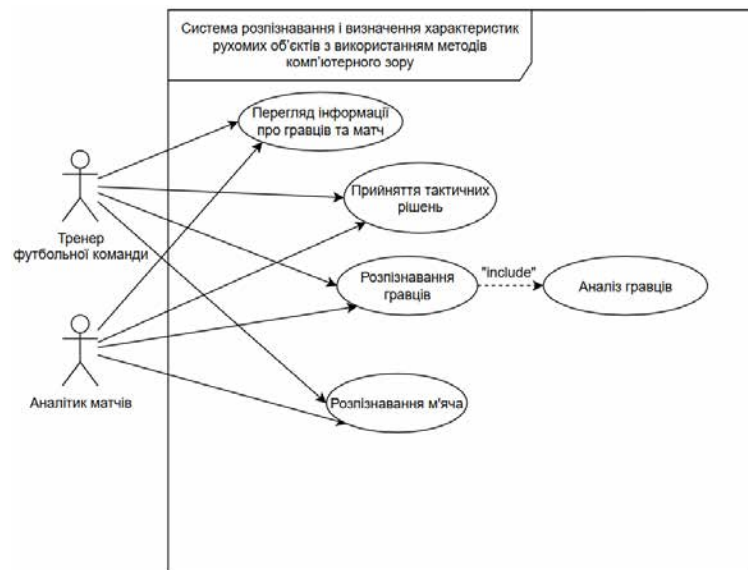 Система розпізнавання і визначення характеристик
рухомих об'єктів з використанням методів
комп'ютерного зору
Перегляд інформації
про гравців та матч
Прийняття тактичних
рішень
Тренер
футбольної команди
Розпізнавання
гравців
"include"
Аналіз гравців
Аналітик матчів
Розпізнавання м'яча